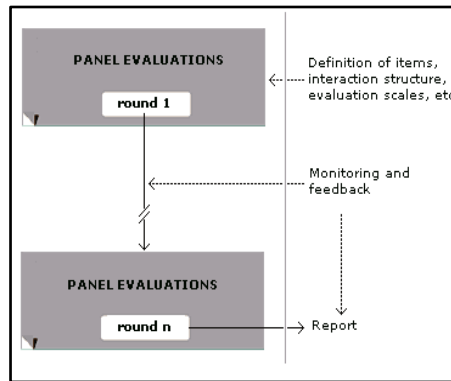 PANEL EVALUATIONS
round 1
Definition of items,
interaction structure,
evaluation scales, etc
Monitoring and
feedback
PANEL EVALUATIONS
round n
Report